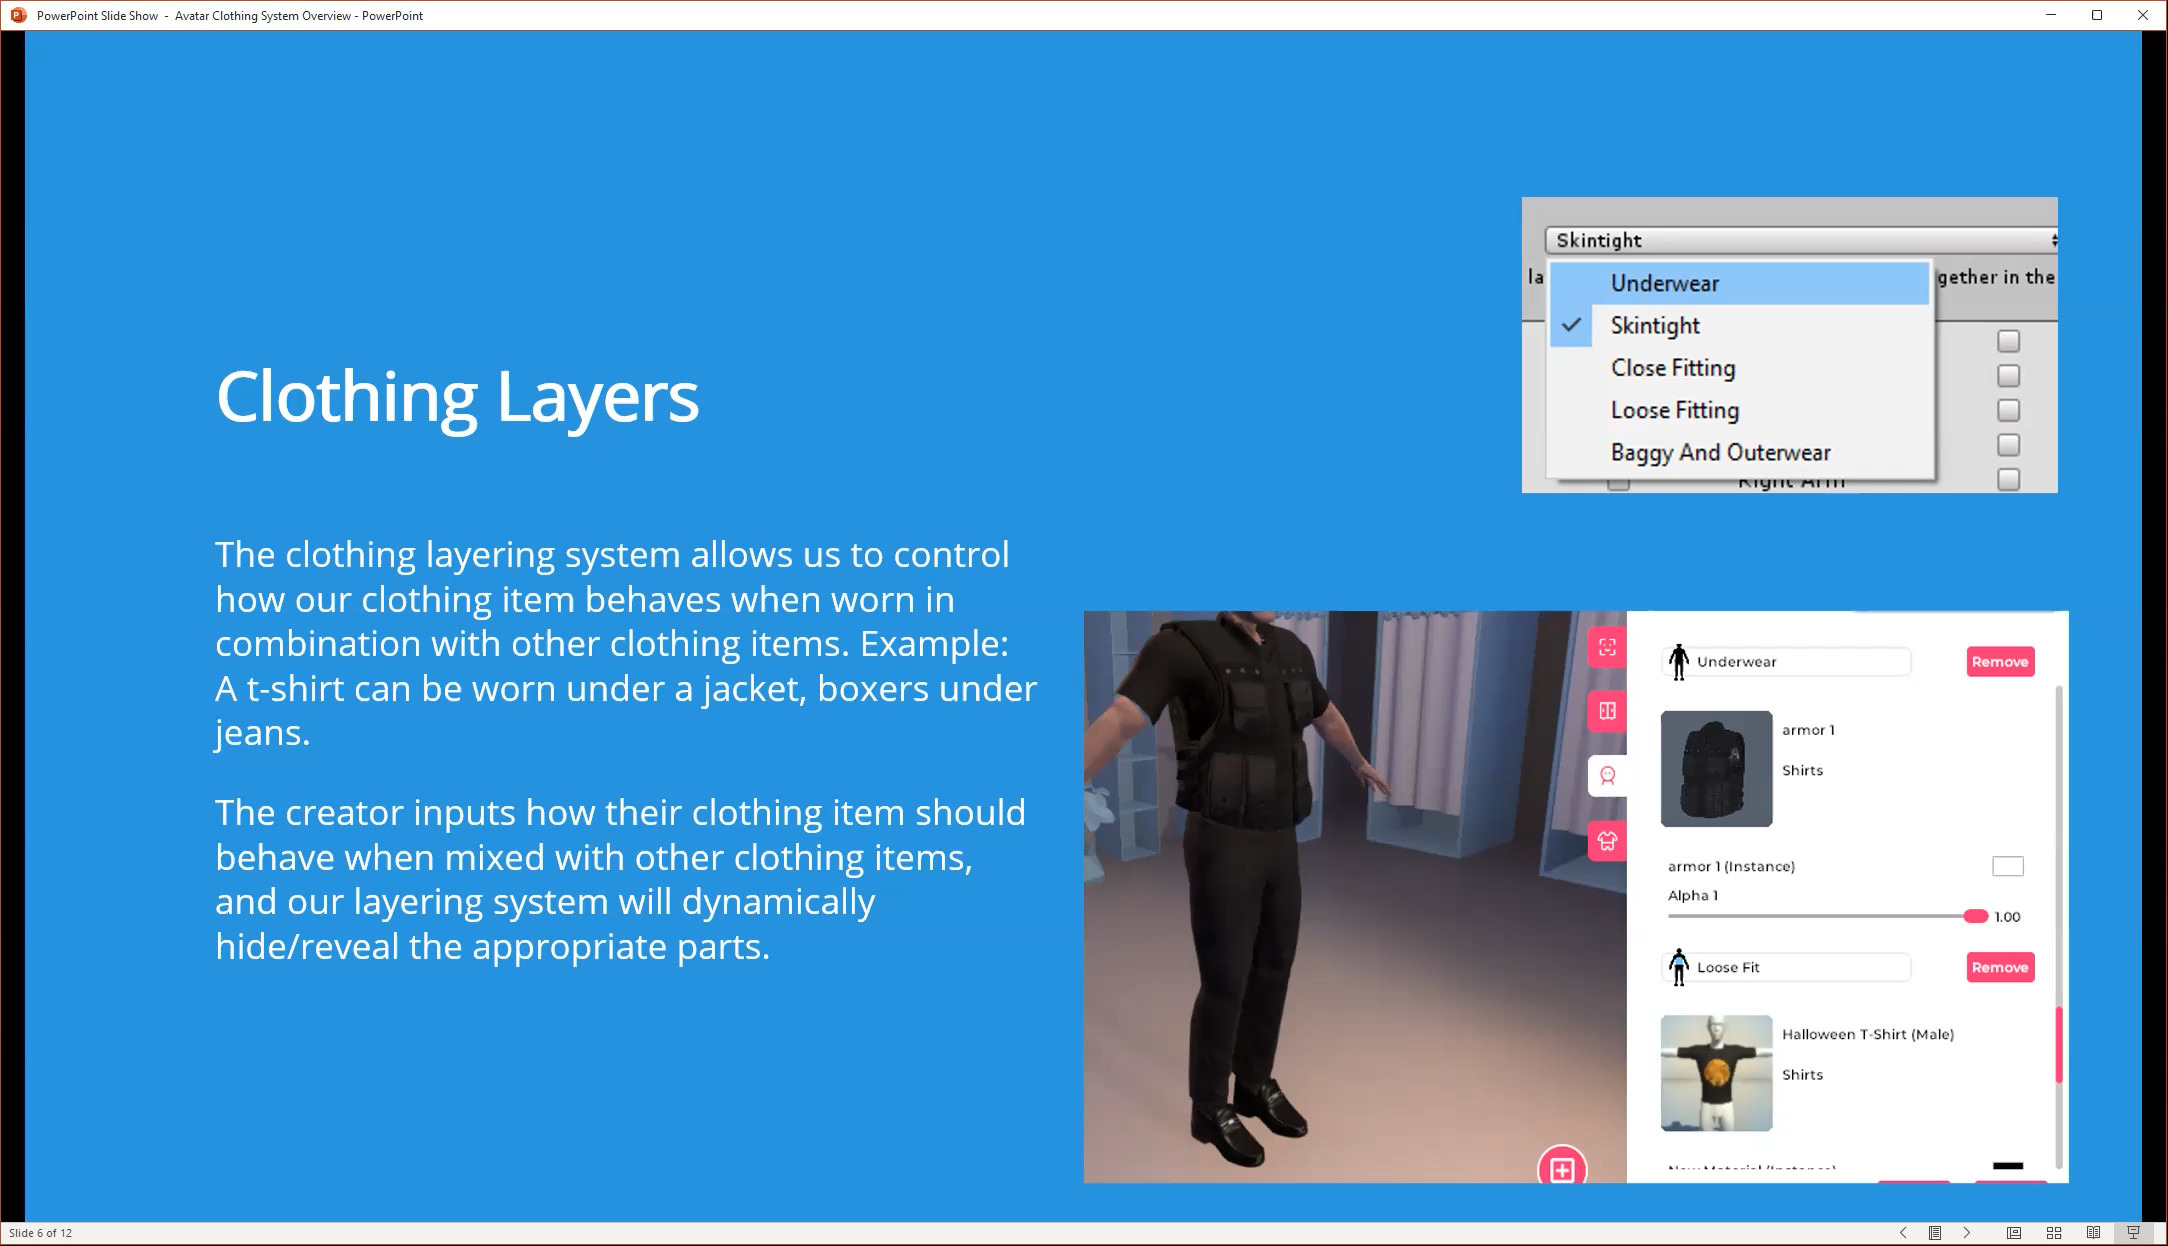 PowerPoint Slide Show - Avatar Clothing System Overview - PowerPoint
Clothing Layers
The clothing layering system allows us to control
how our clothing item behaves when worn in
combination with other clothing items. Example:
A t-shirt can be worn under a jacket, boxers under
jeans.
The creator inputs how their clothing item should
behave when mixed with other clothing items,
and our layering system will dynamically
hide/reveal the appropriate parts.
Skintight
la
gether in the
Underwear
Skintight
Close Fitting
Loose Fitting
Baggy And Outerwear
Right Arm
Underwear
Remove
armor 1
Shirts
armor 1 (Instance)
Alpha 1
1.00
Loose Fit
Remove
Halloween T-Shirt (Male)
Shirts
New Material (Instance)
Slide 6 of 12